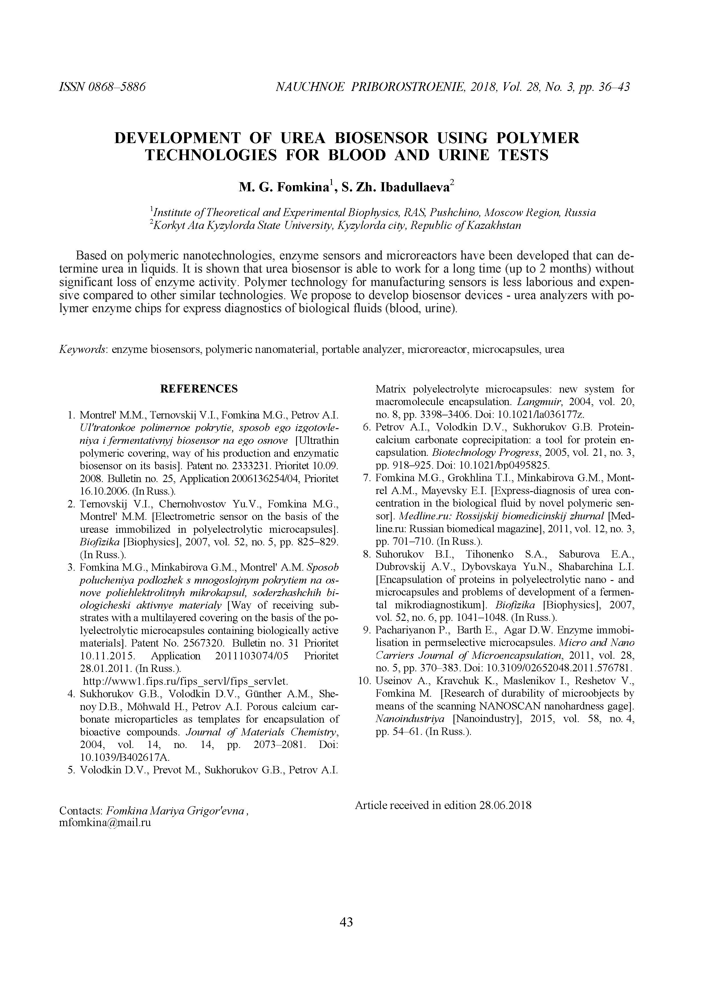 ISSN 0868–5886 NAUCHNOE PRIBOROSTROENIE, 2018, Vol. 28, No. 3, pp. 36–43
DEVELOPMENT OF UREA BIOSENSOR USING POLYMER
TECHNOLOGIES FOR BLOOD AND URINE TESTS
M. G. Fomkina¹, S. Zh. Ibadullaeva²
¹Institute of Theoretical and Experimental Biophysics, RAS, Pushchino, Moscow Region, Russia
²Korkyt Ata Kyzylorda State University, Kyzylorda city, Republic of Kazakhstan
Based on polymeric nanotechnologies, enzyme sensors and microreactors have been developed that can de-
termine urea in liquids. It is shown that urea biosensor is able to work for a long time (up to 2 months) without
significant loss of enzyme activity. Polymer technology for manufacturing sensors is less laborious and expen-
sive compared to other similar technologies. We propose to develop biosensor devices - urea analyzers with po-
lymer enzyme chips for express diagnostics of biological fluids (blood, urine).
Keywords: enzyme biosensors, polymeric nanomaterial, portable analyzer, microreactor, microcapsules, urea
REFERENCES
1. Montrel' M.M., Ternovskij V.I., Fomkina M.G., Petrov A.I.
Ul'tratonkoe polimernoe pokrytie, sposob ego izgotovle-
niya i fermentativnyj biosensor na ego osnove [Ultrathin
polymeric covering, way of his production and enzymatic
biosensor on its basis]. Patent no. 2333231. Prioritet 10.09.
2008. Bulletin no. 25, Application 2006136254/04, Prioritet
16.10.2006. (In Russ.).
2. Ternovskij V.I., Chernohvostov Yu.V., Fomkina M.G.,
Montrel' M.M. [Electrometric sensor on the basis of the
urease immobilized in polyelectrolytic microcapsules].
Biofizika [Biophysics], 2007, vol. 52, no. 5, pp. 825–829.
(In Russ.).
3. Fomkina M.G., Minkabirova G.M., Montrel' A.M. Sposob
polucheniya podlozhek s mnogoslojnym pokrytiem na os-
nove poliehlektrolitnyh mikrokapsul, soderzhashchih bi-
ologicheski aktivnye materialy [Way of receiving sub-
strates with a multilayered covering on the basis of the po-
lyelectrolytic microcapsules containing biologically active
materials]. Patent No. 2567320. Bulletin no. 31 Prioritet
10.11.2015. Application 2011103074/05 Prioritet
28.01.2011. (In Russ.).
http://www1.fips.ru/fips_servl/fips_servlet.
4. Sukhorukov G.B., Volodkin D.V., Günther A.M., She-
noy D.B., Möhwald H., Petrov A.I. Porous calcium car-
bonate microparticles as templates for encapsulation of
bioactive compounds. Journal of Materials Chemistry,
2004, vol. 14, no. 14, pp. 2073–2081. Doi:
10.1039/B402617A.
5. Volodkin D.V., Prevot M., Sukhorukov G.B., Petrov A.I.
Matrix polyelectrolyte microcapsules: new system for
macromolecule encapsulation. Langmuir, 2004, vol. 20,
no. 8, pp. 3398–3406. Doi: 10.1021/la036177z.
6. Petrov A.I., Volodkin D.V., Sukhorukov G.B. Protein-
calcium carbonate coprecipitation: a tool for protein en-
capsulation. Biotechnology Progress, 2005, vol. 21, no. 3,
pp. 918–925. Doi: 10.1021/bp0495825.
7. Fomkina M.G., Grokhlina T.I., Minkabirova G.M., Mont-
rel A.M., Mayevsky E.I. [Express-diagnosis of urea con-
centration in the biological fluid by novel polymeric sen-
sor]. Medline.ru: Rossijskij biomedicinskij zhurnal [Med-
line.ru: Russian biomedical magazine], 2011, vol. 12, no. 3,
pp. 701–710. (In Russ.).
8. Suhorukov B.I., Tihonenko S.A., Saburova E.A.,
Dubrovskij A.V., Dybovskaya Yu.N., Shabarchina L.I.
[Encapsulation of proteins in polyelectrolytic nano - and
microcapsules and problems of development of a fermen-
tal mikrodiagnostikum]. Biofizika [Biophysics], 2007,
vol. 52, no. 6, pp. 1041–1048. (In Russ.).
9. Pachariyanon P., Barth E., Agar D.W. Enzyme immobi-
lisation in permselective microcapsules. Micro and Nano
Carriers Journal of Microencapsulation, 2011, vol. 28,
no. 5, pp. 370–383. Doi: 10.3109/02652048.2011.576781.
10. Useinov A., Kravchuk K., Maslenikov I., Reshetov V.,
Fomkina M. [Research of durability of microobjects by
means of the scanning NANOSCAN nanohardness gage].
Nanoindustriya [Nanoindustry], 2015, vol. 58, no. 4,
pp. 54–61. (In Russ.).
Contacts: Fomkina Mariya Grigor'evna,
mfomkina@mail.ru
Article received in edition 28.06.2018
43